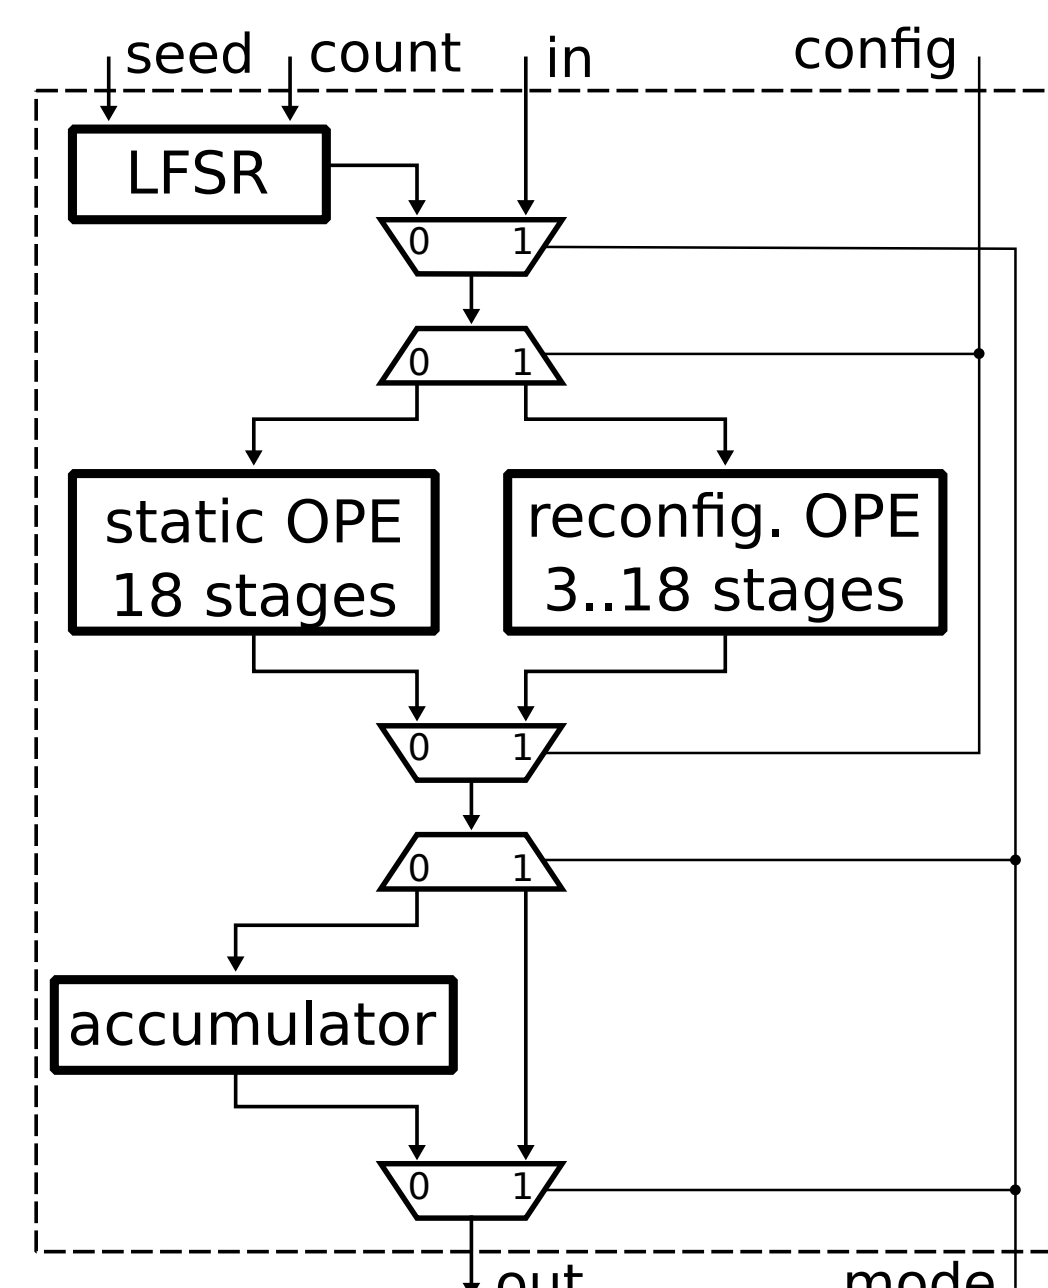 seed count in config
LFSR
0 1
0 1
static OPE
18 stages
reconfig. OPE
3..18 stages
0 1
0 1
accumulator
0 1
out mode